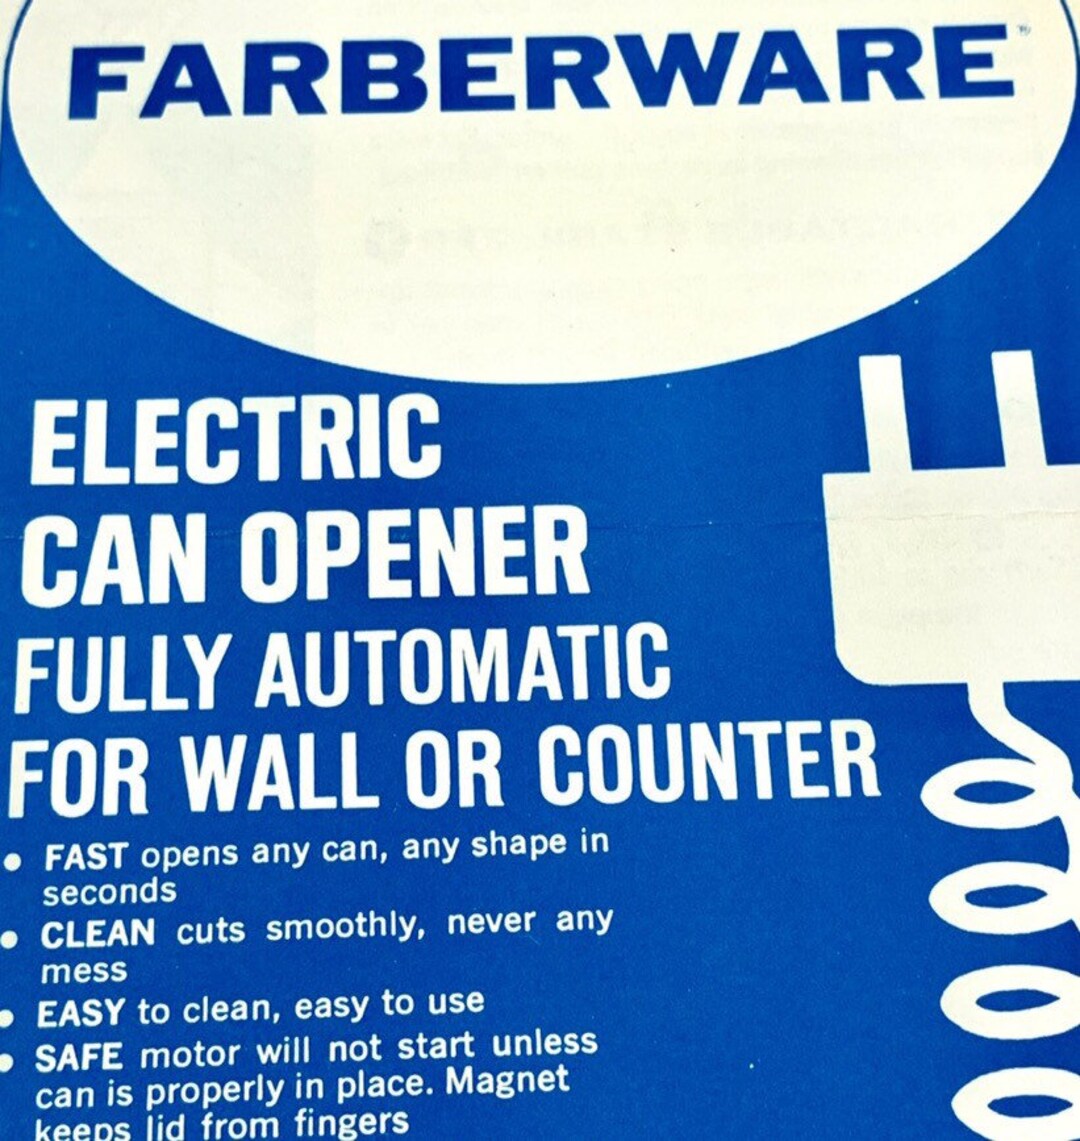 FARBERWARE™
ELECTRIC
CAN OPENER
FULLY AUTOMATIC
FOR WALL OR COUNTER
• FAST opens any can, any shape in
seconds
• CLEAN cuts smoothly, never any
mess
• EASY to clean, easy to use
• SAFE motor will not start unless
can is properly in place. Magnet
keeps lid from fingers